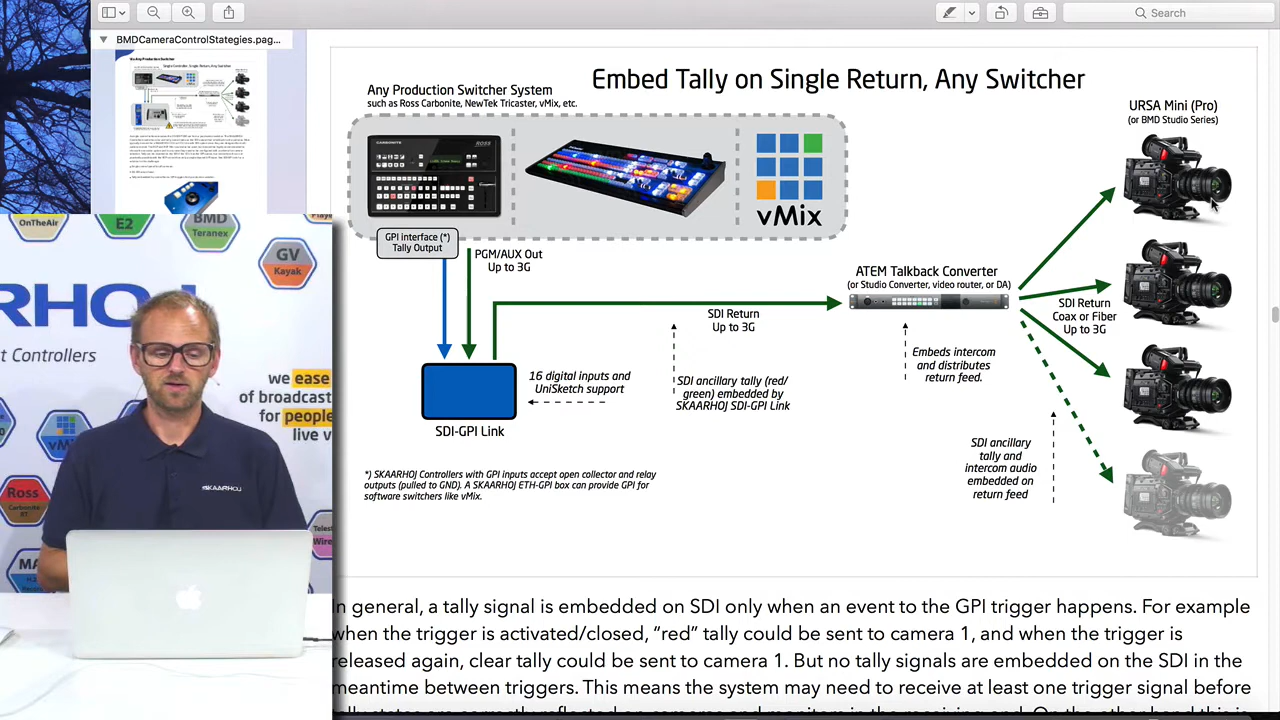 Search
BMDCameraControlStategies.pag...
Embed Tally on Single Return, Any Switcher
Any Production Switcher System
such as Ross Carbonite, Newtek Tricaster, vMix, etc.
URSA Mini (Pro)
(or BMD Studio Series)
CARBONITE
ROSS
vMix
GPI interface (*)
Tally Output
PGM/AUX Out
Up to 3G
ATEM Talkback Converter
(or Studio Converter, video router, or DA)
SDI Return
Up to 3G
SDI Return
Coax or Fiber
Up to 3G
16 digital inputs and
UniSketch support
SDI ancillary tally (red/
green) embedded by
SKAARHOJ SDI-GPI Link
Embeds intercom
and distributes
return feed.
SDI-GPI Link
SDI ancillary
tally and
intercom audio
embedded on
return feed
*) SKAARHOJ Controllers with GPI inputs accept open collector and relay
outputs (pulled to GND). A SKAARHOJ ETH-GPI box can provide GPI for
software switchers like vMix.
In general, a tally signal is embedded on SDI only when an event to the GPI trigger happens. For example
when the trigger is activated/closed, “red” tally could be sent to camera 1, and when the trigger is
released again, clear tally could be sent to camera 1. But no tally signals are embedded on the SDI in the
meantime between triggers. This means the system may need to receive at least one trigger signal before
OnTheAir
E2
BMD
Teranex
GV
Kayak
ARHOJ
t Controllers
we ease
of broadcast
for people
live v
vMix
Ross
Carbonite
SKAARHOJ